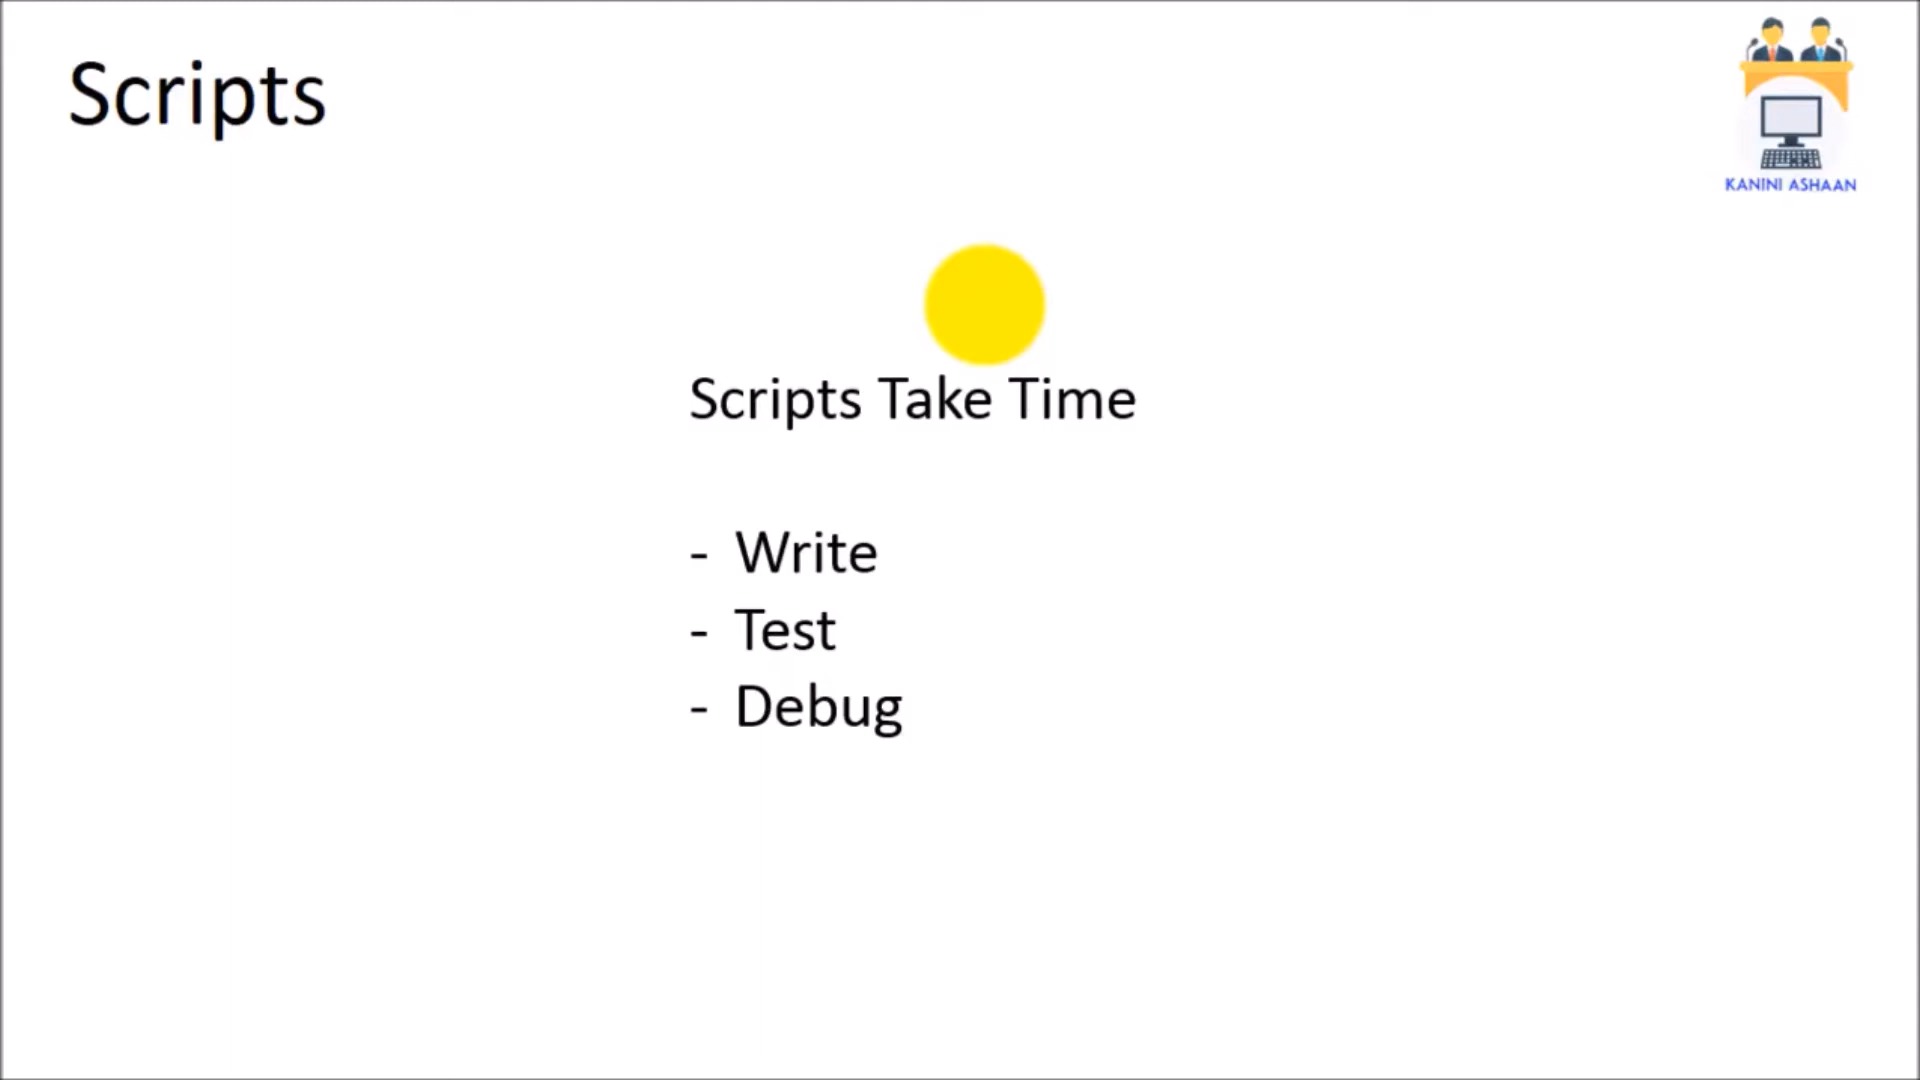 Scripts
KANINI ASHAAN
Scripts Take Time
- Write
- Test
- Debug